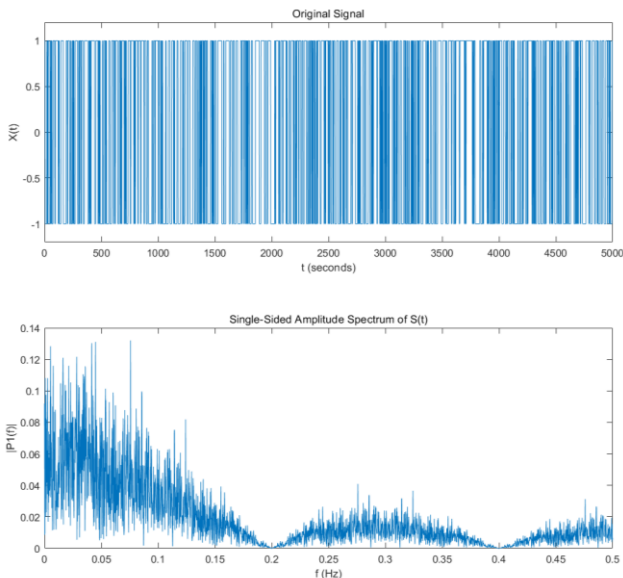 Original Signal
1
0.5
0
-0.5
-1
X(t)
0 500 1000 1500 2000 2500 3000 3500 4000 4500 5000
t (seconds)
Single-Sided Amplitude Spectrum of S(t)
0.14
0.12
0.1
0.08
0.06
0.04
0.02
0
|P1(f)|
0 0.05 0.1 0.15 0.2 0.25 0.3 0.35 0.4 0.45 0.5
f (Hz)